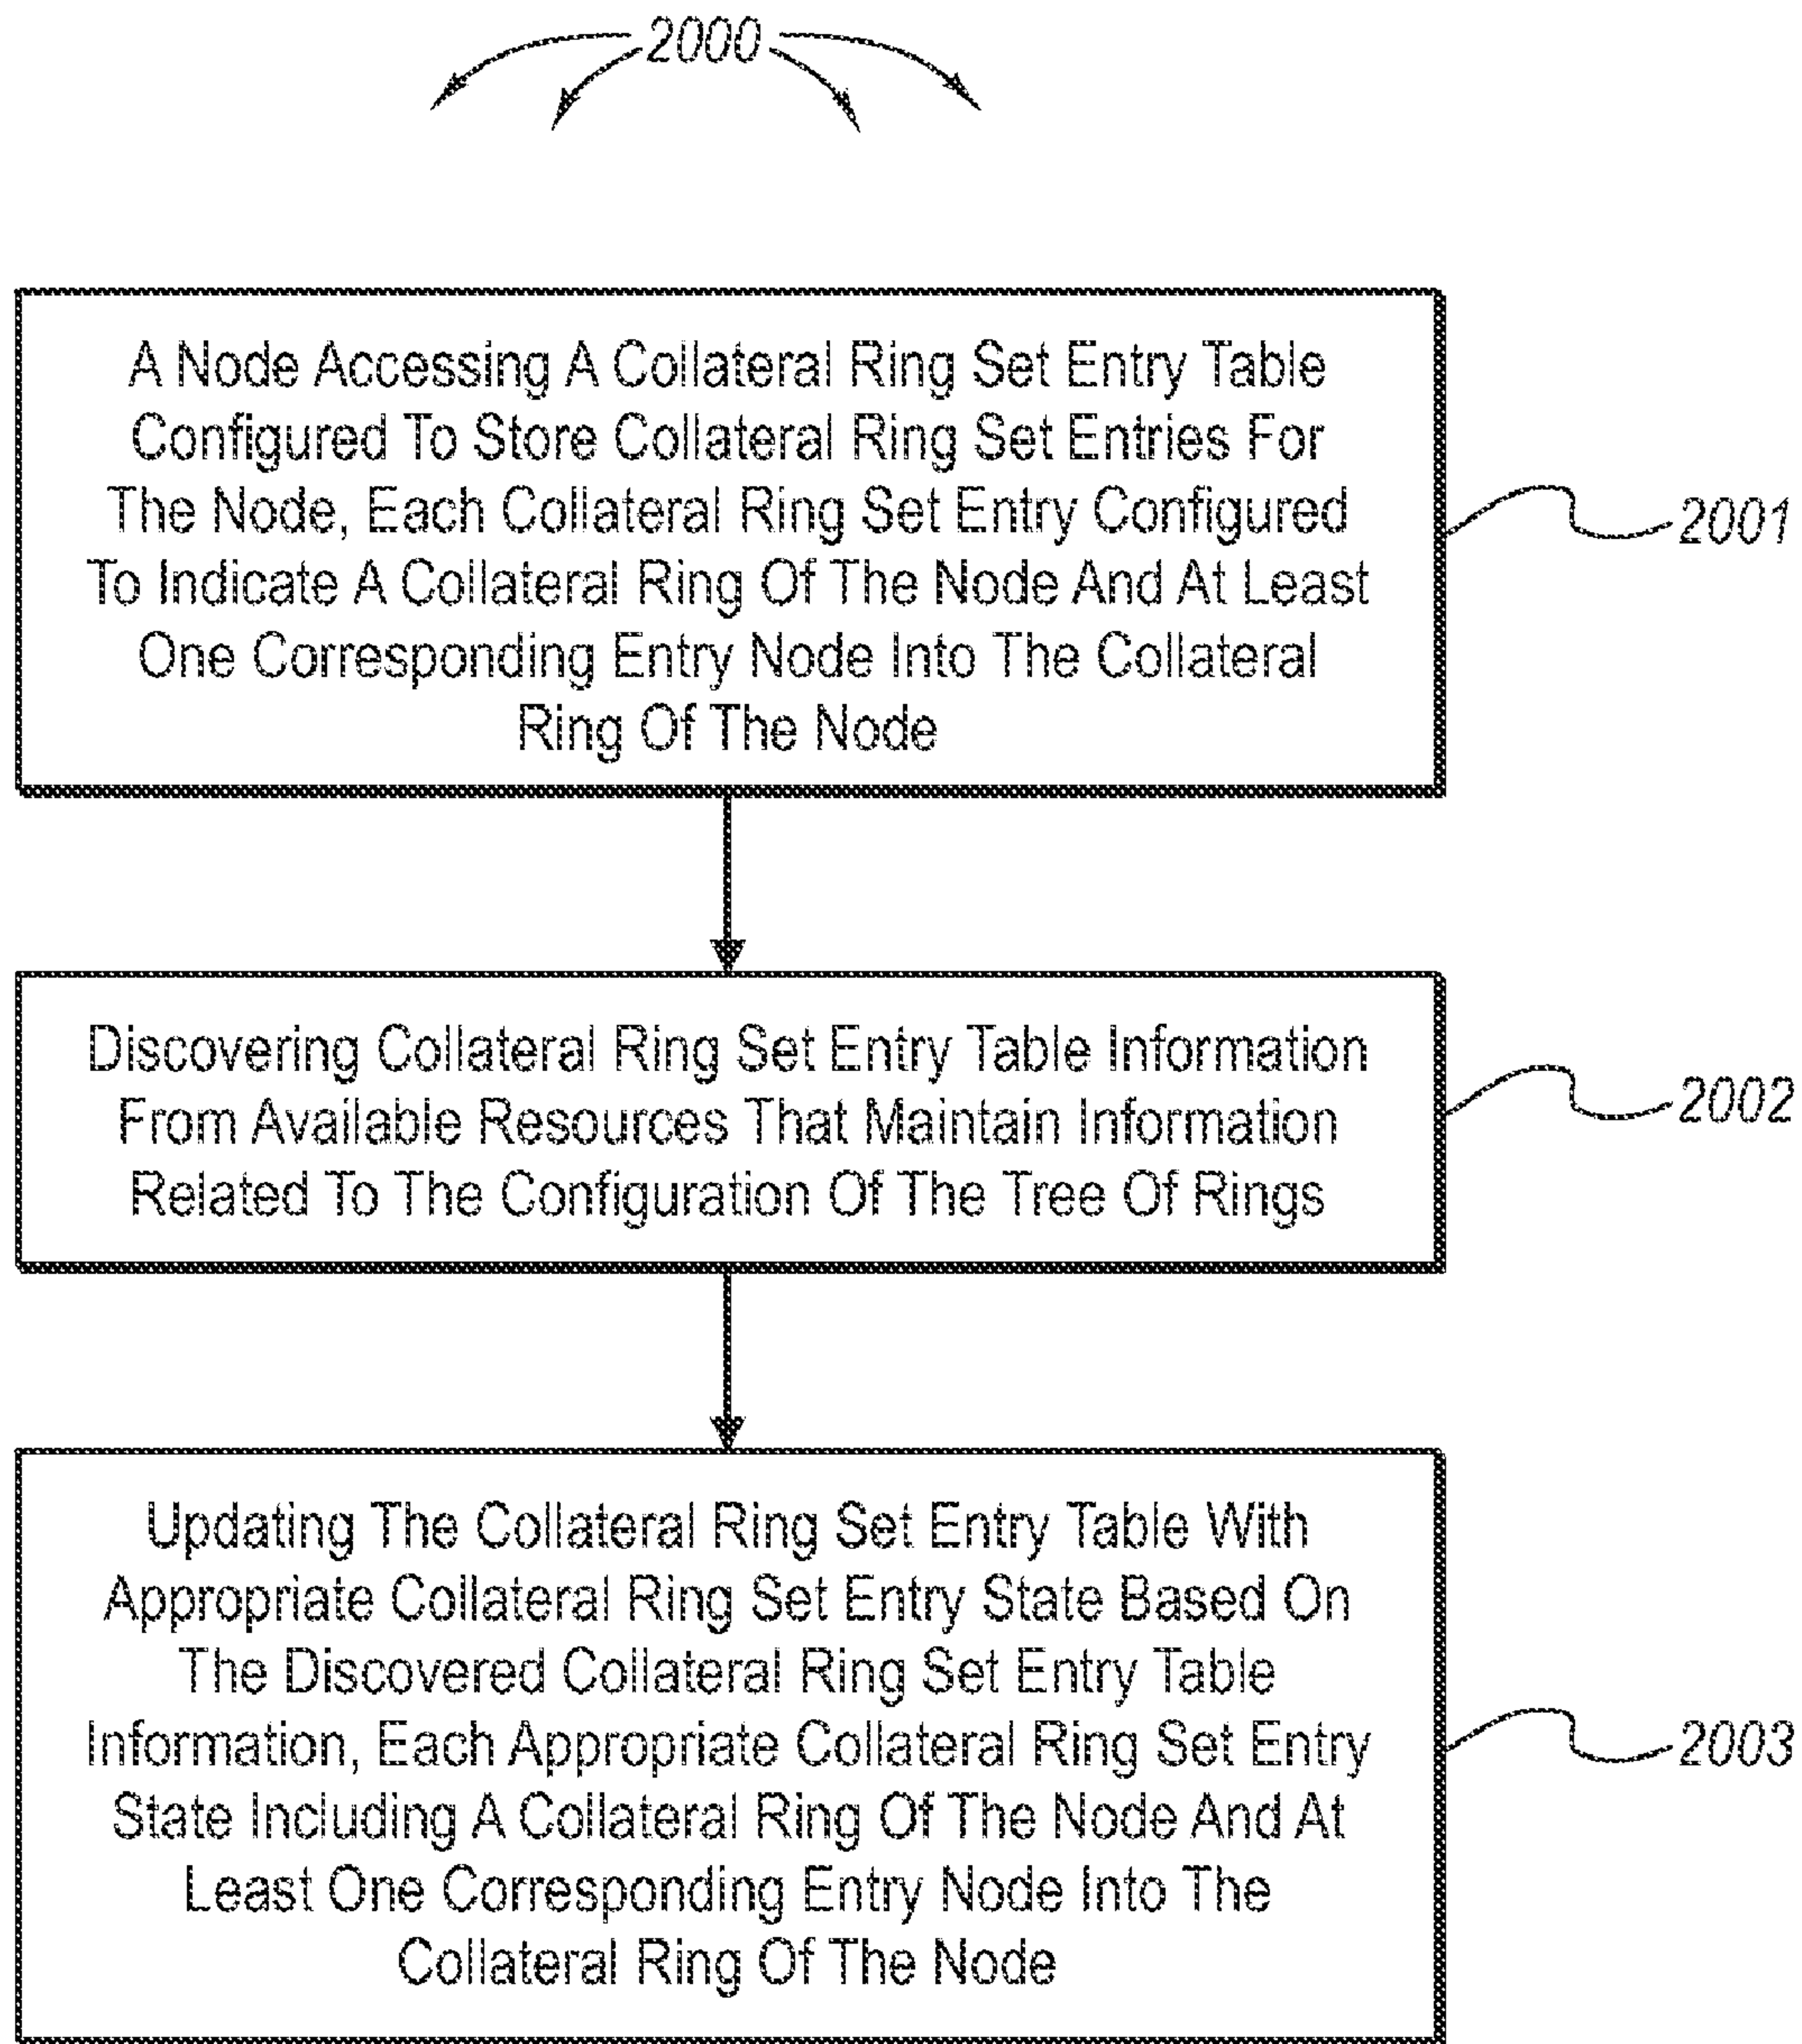 2000
A Node Accessing A Collateral Ring Set Entry Table
Configured To Store Collateral Ring Set Entries For
The Node, Each Collateral Ring Set Entry Configured
To Indicate A Collateral Ring Of The Node And At Least
One Corresponding Entry Node Into The Collateral
Ring Of The Node
2001
Discovering Collateral Ring Set Entry Table Information
From Available Resources That Maintain Information
Related To The Configuration Of The Tree Of Rings
2002
Updating The Collateral Ring Set Entry Table With
Appropriate Collateral Ring Set Entry State Based On
The Discovered Collateral Ring Set Entry Table
Information, Each Appropriate Collateral Ring Set Entry
State Including A Collateral Ring Of The Node And At
Least One Corresponding Entry Node Into The
Collateral Ring Of The Node
2003